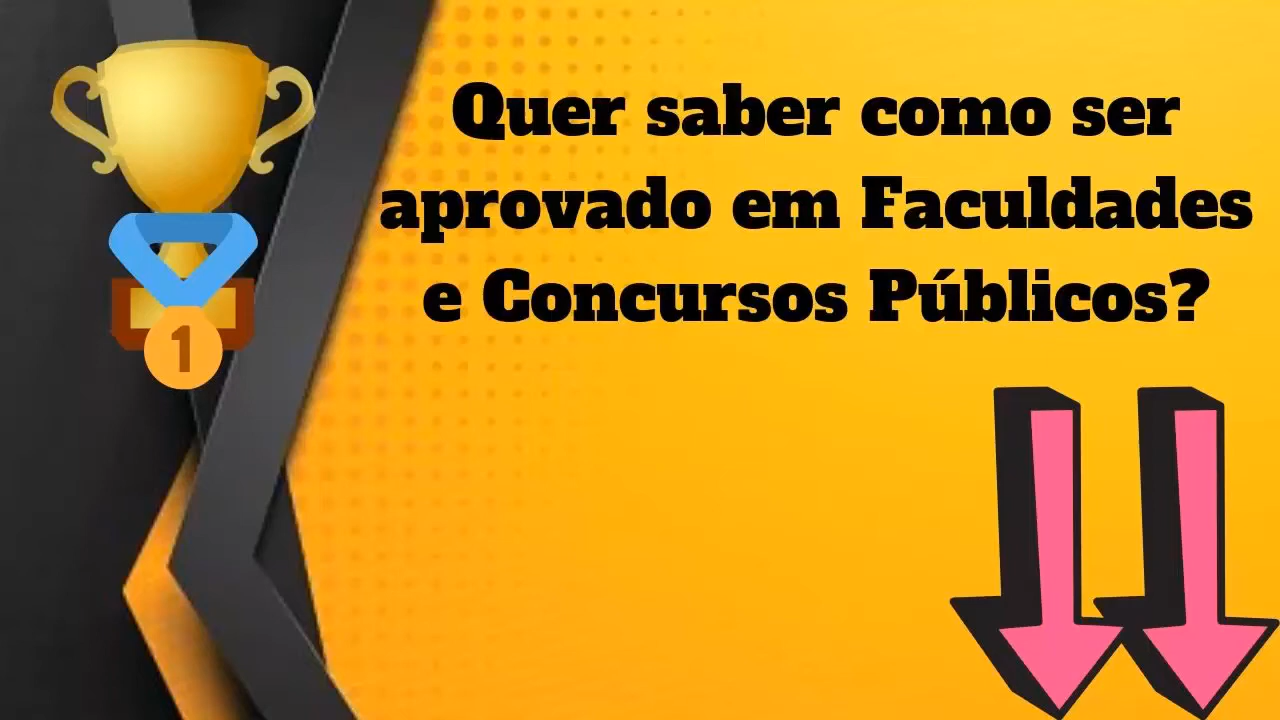 Quer saber como ser
aprovado em Faculdades
e Concursos Públicos?
1